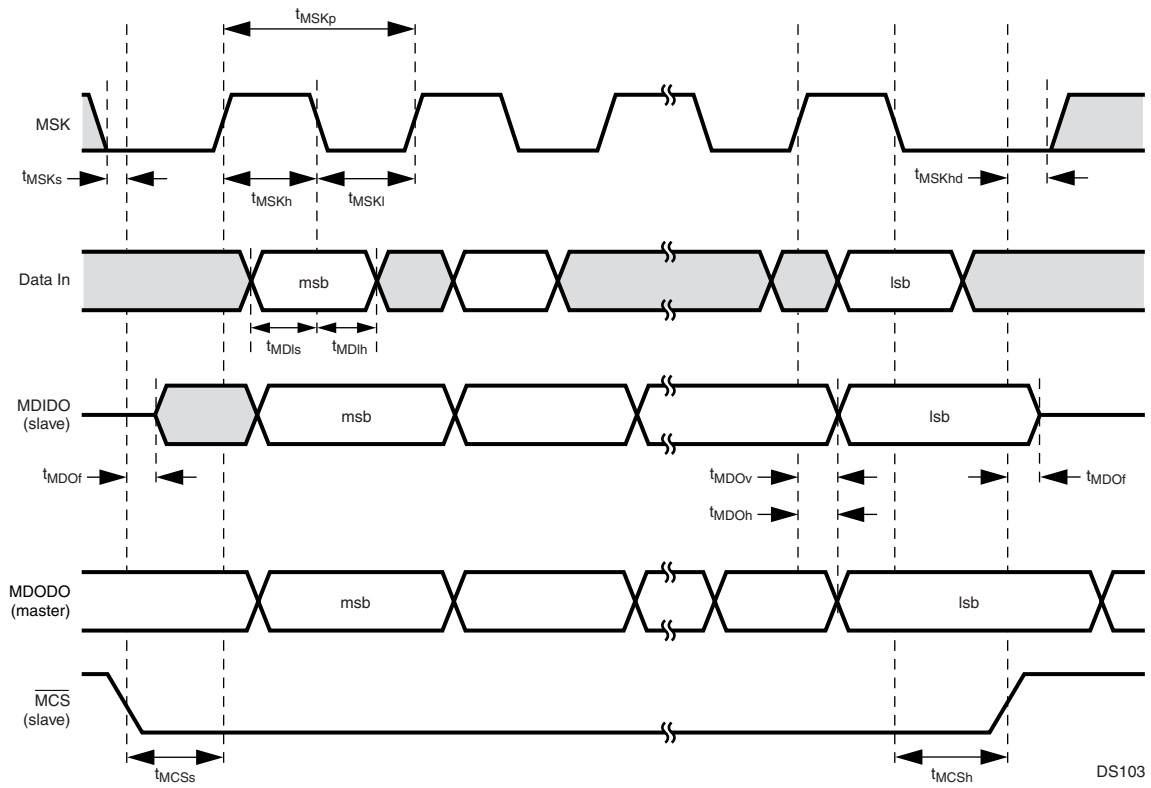 tMSKp
MSK
tMSKs
tMSKh
tMSKl
tMSKhd
Data In
msb
lsb
tMDIs
tMDIh
MDIDO
(slave)
msb
lsb
tMDOf
tMDOv
tMDOf
tMDOh
MDODO
(master)
msb
lsb
MCS
(slave)
tMCSs
tMCSh
DS103